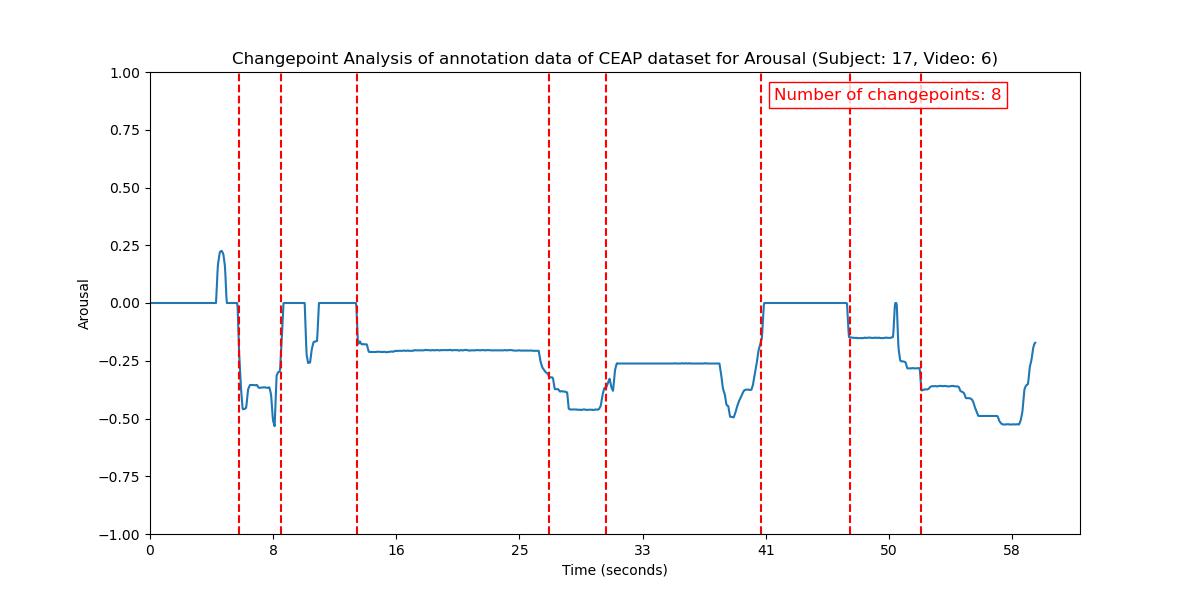 Changepoint Analysis of annotation data of CEAP dataset for Arousal (Subject: 17, Video: 6)
Number of changepoints: 8
1.00
0.75
0.50
0.25
0.00
−0.25
−0.50
−0.75
−1.00
Arousal
0 8 16 25 33 41 50 58
Time (seconds)